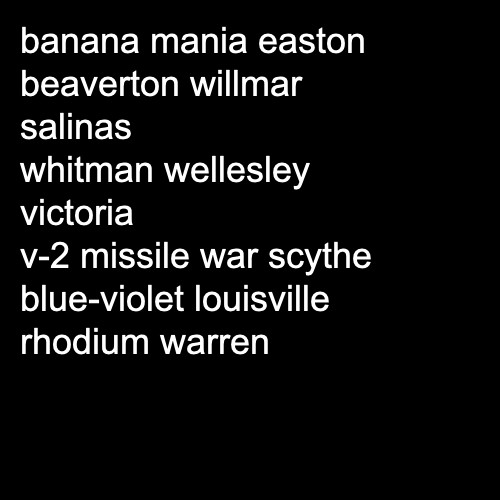 banana mania easton
beaverton willmar
salinas
whitman wellesley
victoria
v-2 missile war scythe
blue-violet louisville
rhodium warren